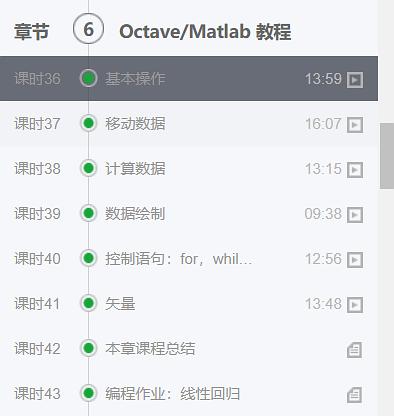 章节 6 Octave/Matlab 教程
课时36 基本操作 13:59
课时37 移动数据 16:07
课时38 计算数据 13:15
课时39 数据绘制 09:38
课时40 控制语句：for，whil... 12:56
课时41 矢量 13:48
课时42 本章课程总结
课时43 编程作业：线性回归